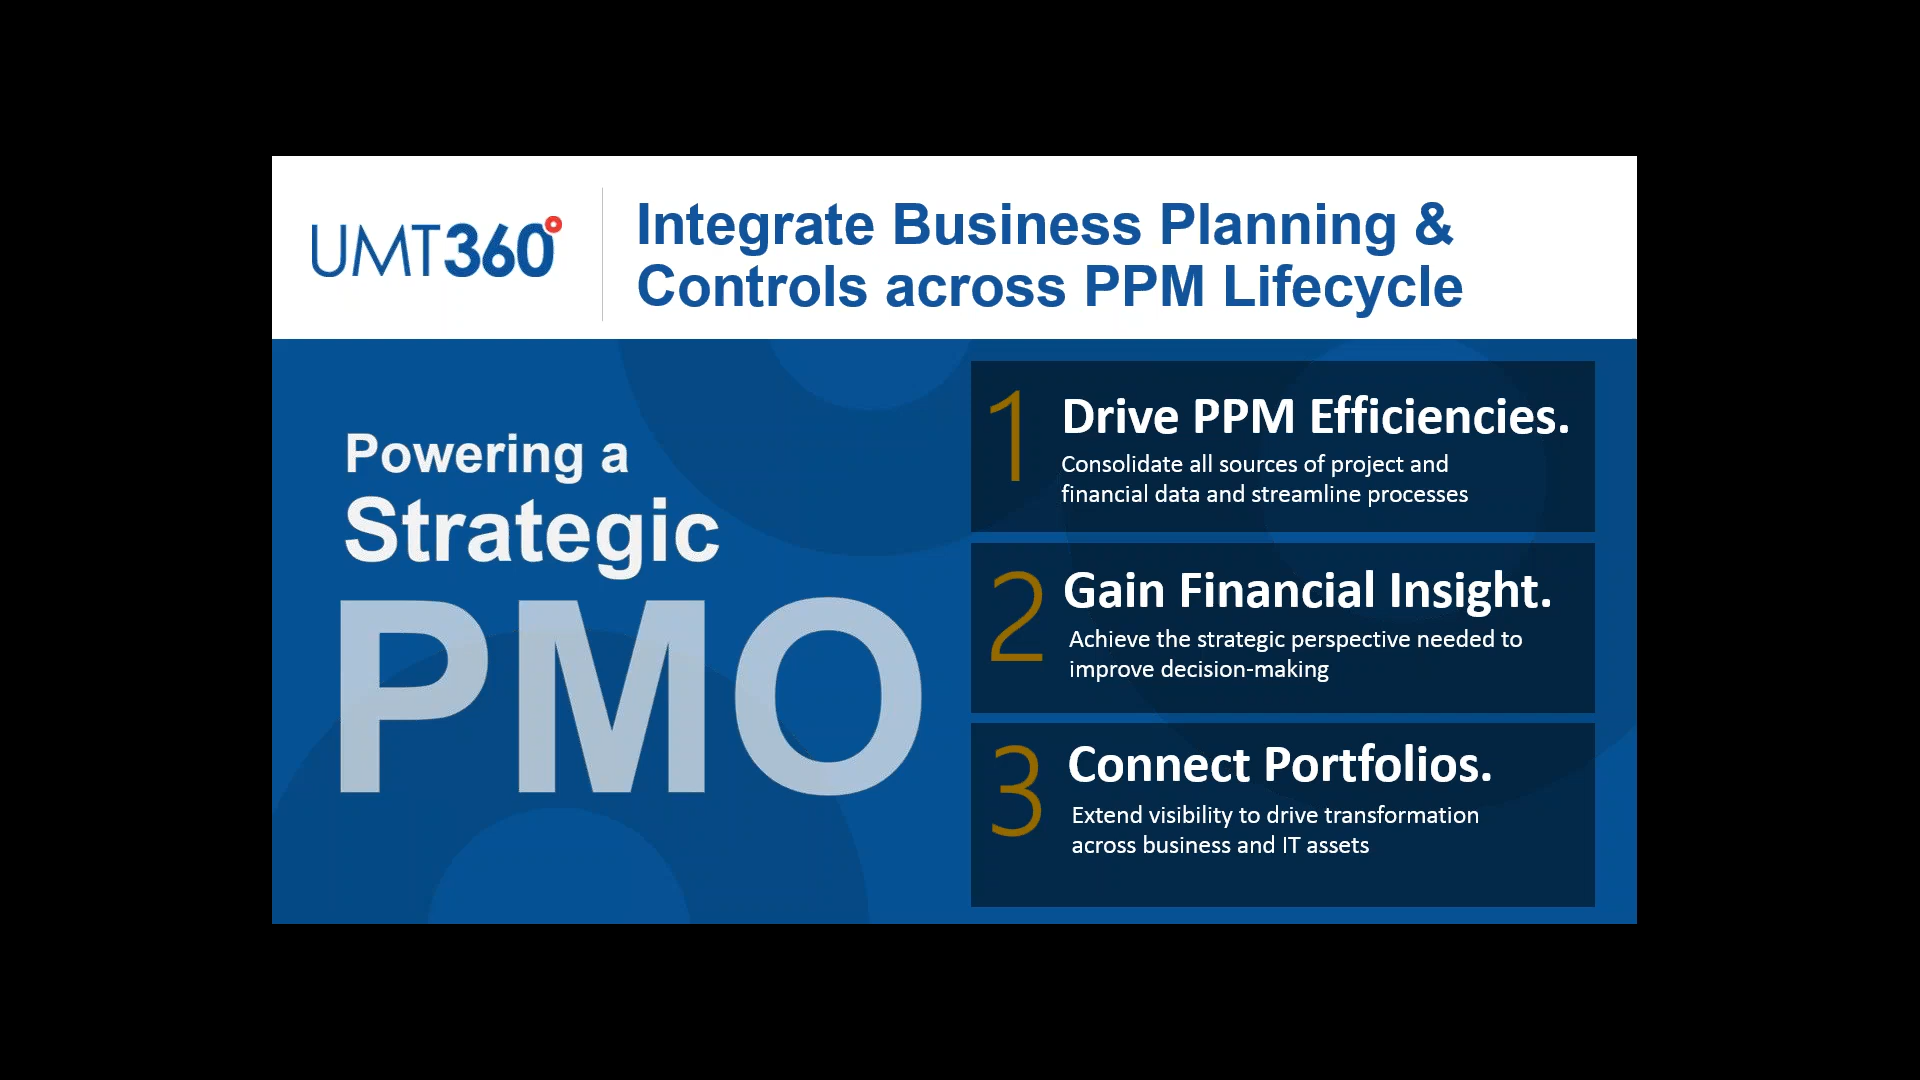 UMT360
Integrate Business Planning &
Controls across PPM Lifecycle
Powering a
Strategic
PMO
1
Drive PPM Efficiencies.
Consolidate all sources of project and
financial data and streamline processes
2
Gain Financial Insight.
Achieve the strategic perspective needed to
improve decision-making
3
Connect Portfolios.
Extend visibility to drive transformation
across business and IT assets